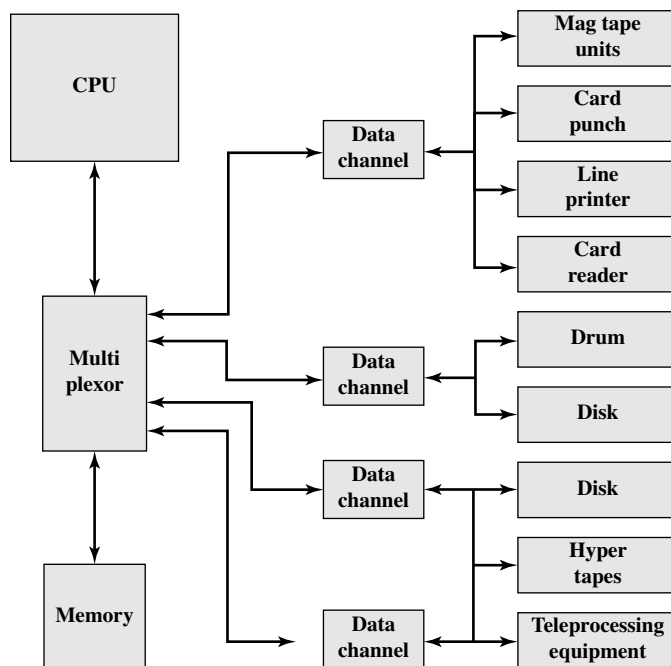 CPU
Multi
plexor
Memory
Data
channel
Data
channel
Data
channel
Data
channel
Mag tape
units
Card
punch
Line
printer
Card
reader
Drum
Disk
Disk
Hyper
tapes
Teleprocessing
equipment